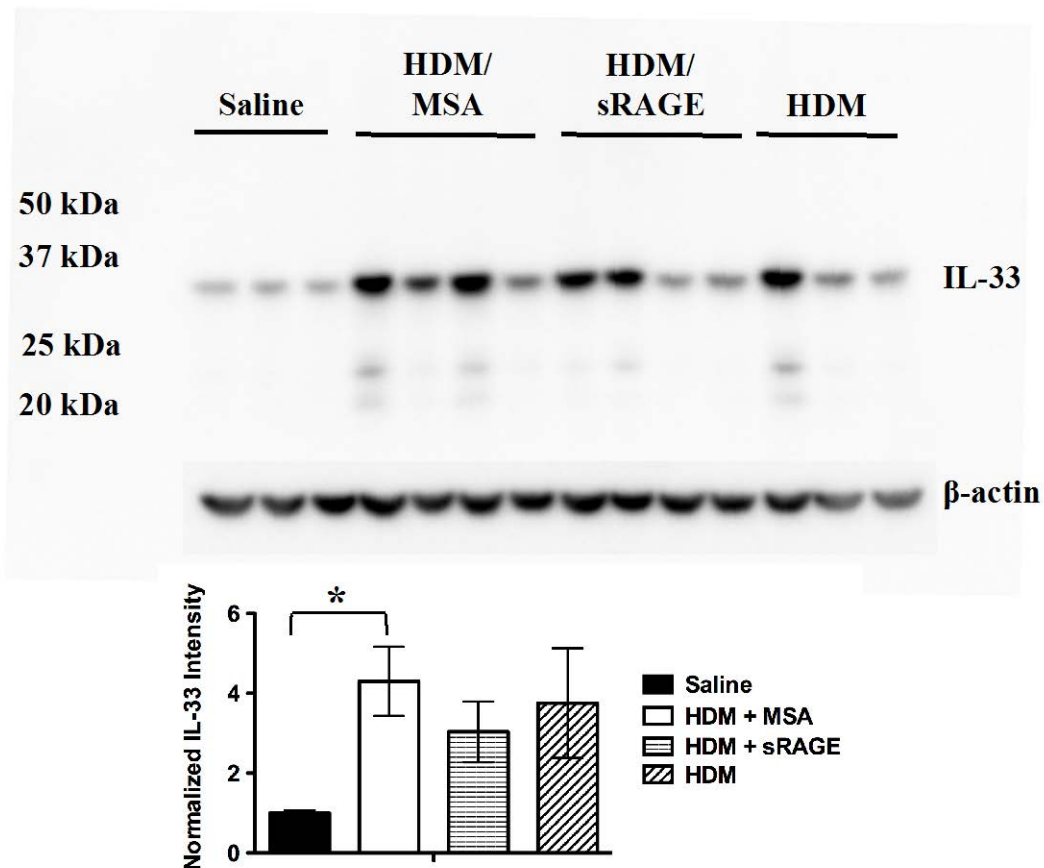 HDM/
MSA
HDM/
sRAGE
Saline
HDM
50 kDa
37 kDa
IL-33
25 kDa
20 kDa
β-actin
Normalized IL-33 Intensity
6
4
2
0
*
Saline
HDM + MSA
HDM + sRAGE
HDM